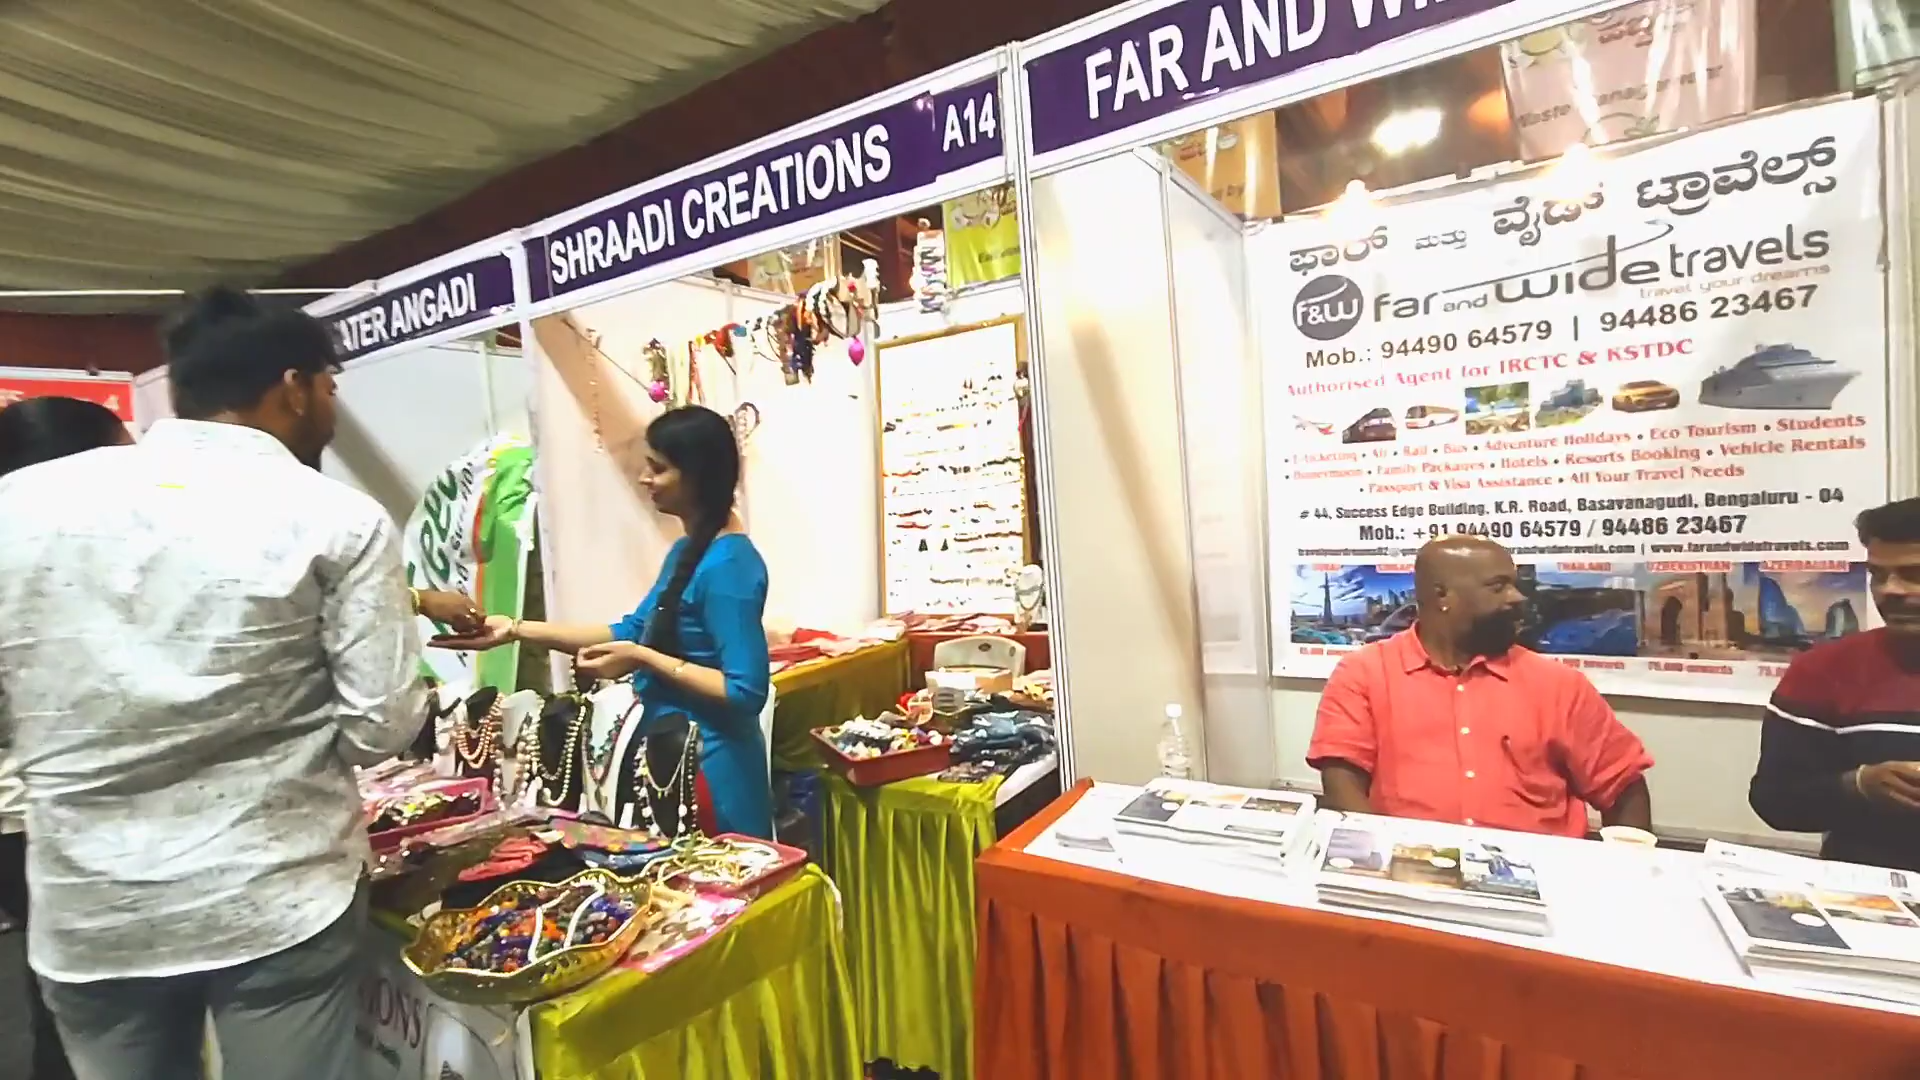 ATER ANGADI
SHRAADI CREATIONS
A14
FAR AND
ಫಾರ್ ಮತ್ತು ವೈಡ್ ಟ್ರಾವೆಲ್ಸ್
F&W far and wide travels
travel your dreams
Mob.: 94490 64579 | 94486 23467
Authorised Agent for IRCTC & KSTDC
• E-ticketing • Air • Rail • Bus • Adventure Holidays • Eco Tourism • Students
• Honeymoon • Family Packages • Hotels • Resorts Booking • Vehicle Rentals
• Passport & Visa Assistance • All Your Travel Needs
# 44, Success Edge Building, K.R. Road, Basavanagudi, Bengaluru - 04
Mob.: +91 94490 64579 / 94486 23467
www.farandwidetravels.com
THAILAND UZBEKISTAN AZERBAIJAN